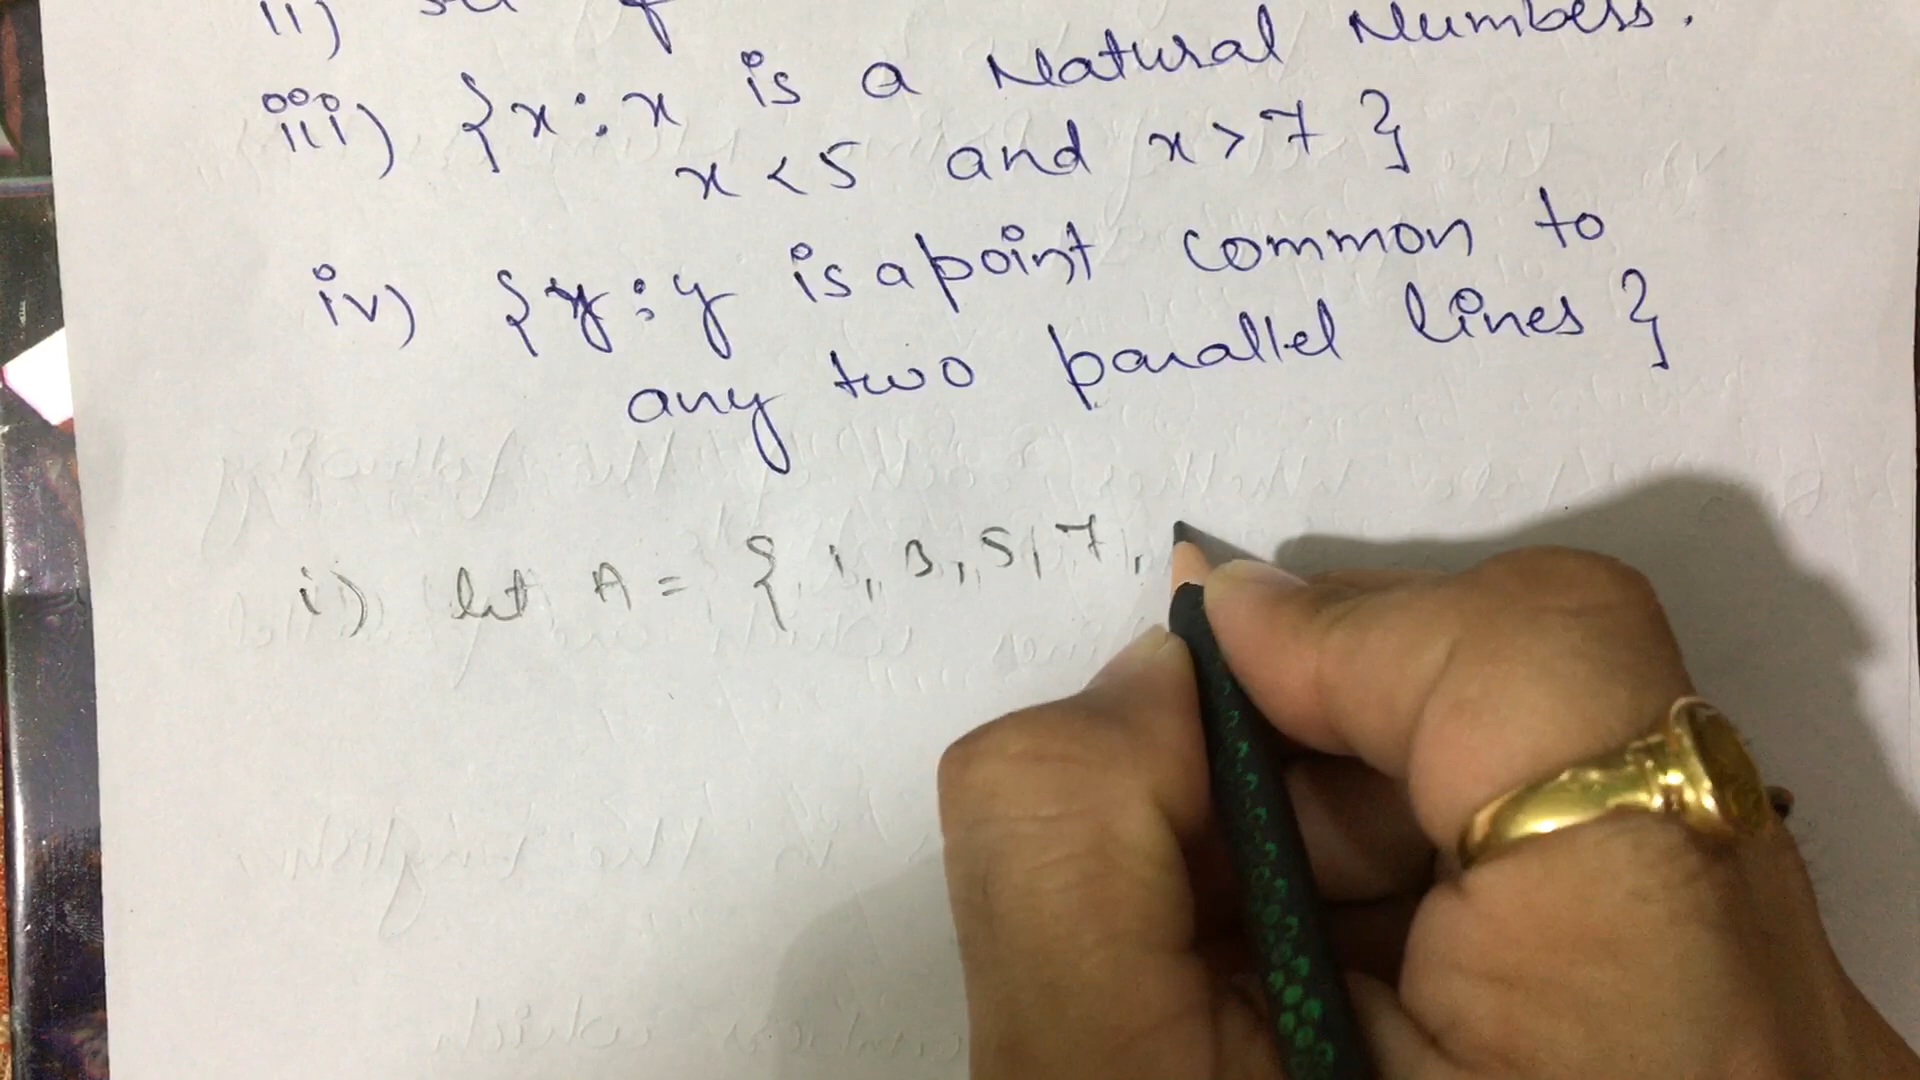 ii) set of
iii) {x : x is a Natural Numbers.
x < 5 and x > 7 }
iv) {y : y is a point common to
any two parallel lines }
i) let A = { 1, 3, 5, 7,